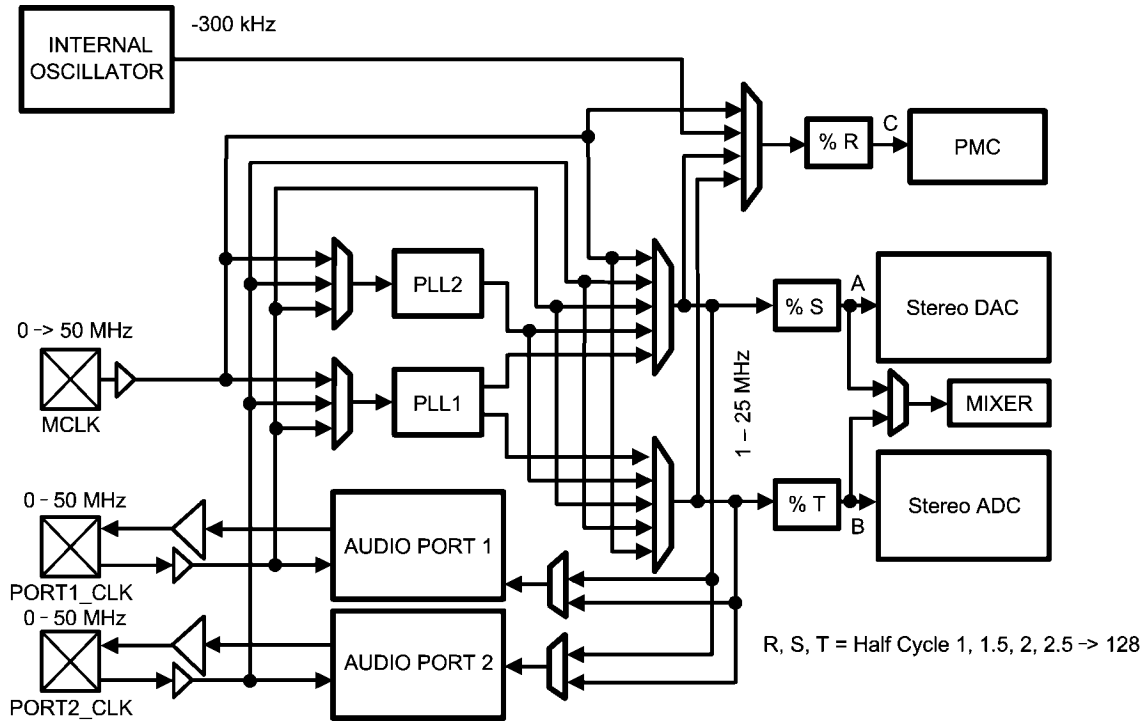 -300 kHz
INTERNAL
OSCILLATOR
% R
C
PMC
PLL2
% S
A
Stereo DAC
0 -> 50 MHz
MCLK
PLL1
1 – 25 MHz
MIXER
0 - 50 MHz
PORT1_CLK
AUDIO PORT 1
% T
B
Stereo ADC
0 - 50 MHz
PORT2_CLK
AUDIO PORT 2
R, S, T = Half Cycle 1, 1.5, 2, 2.5 -> 128